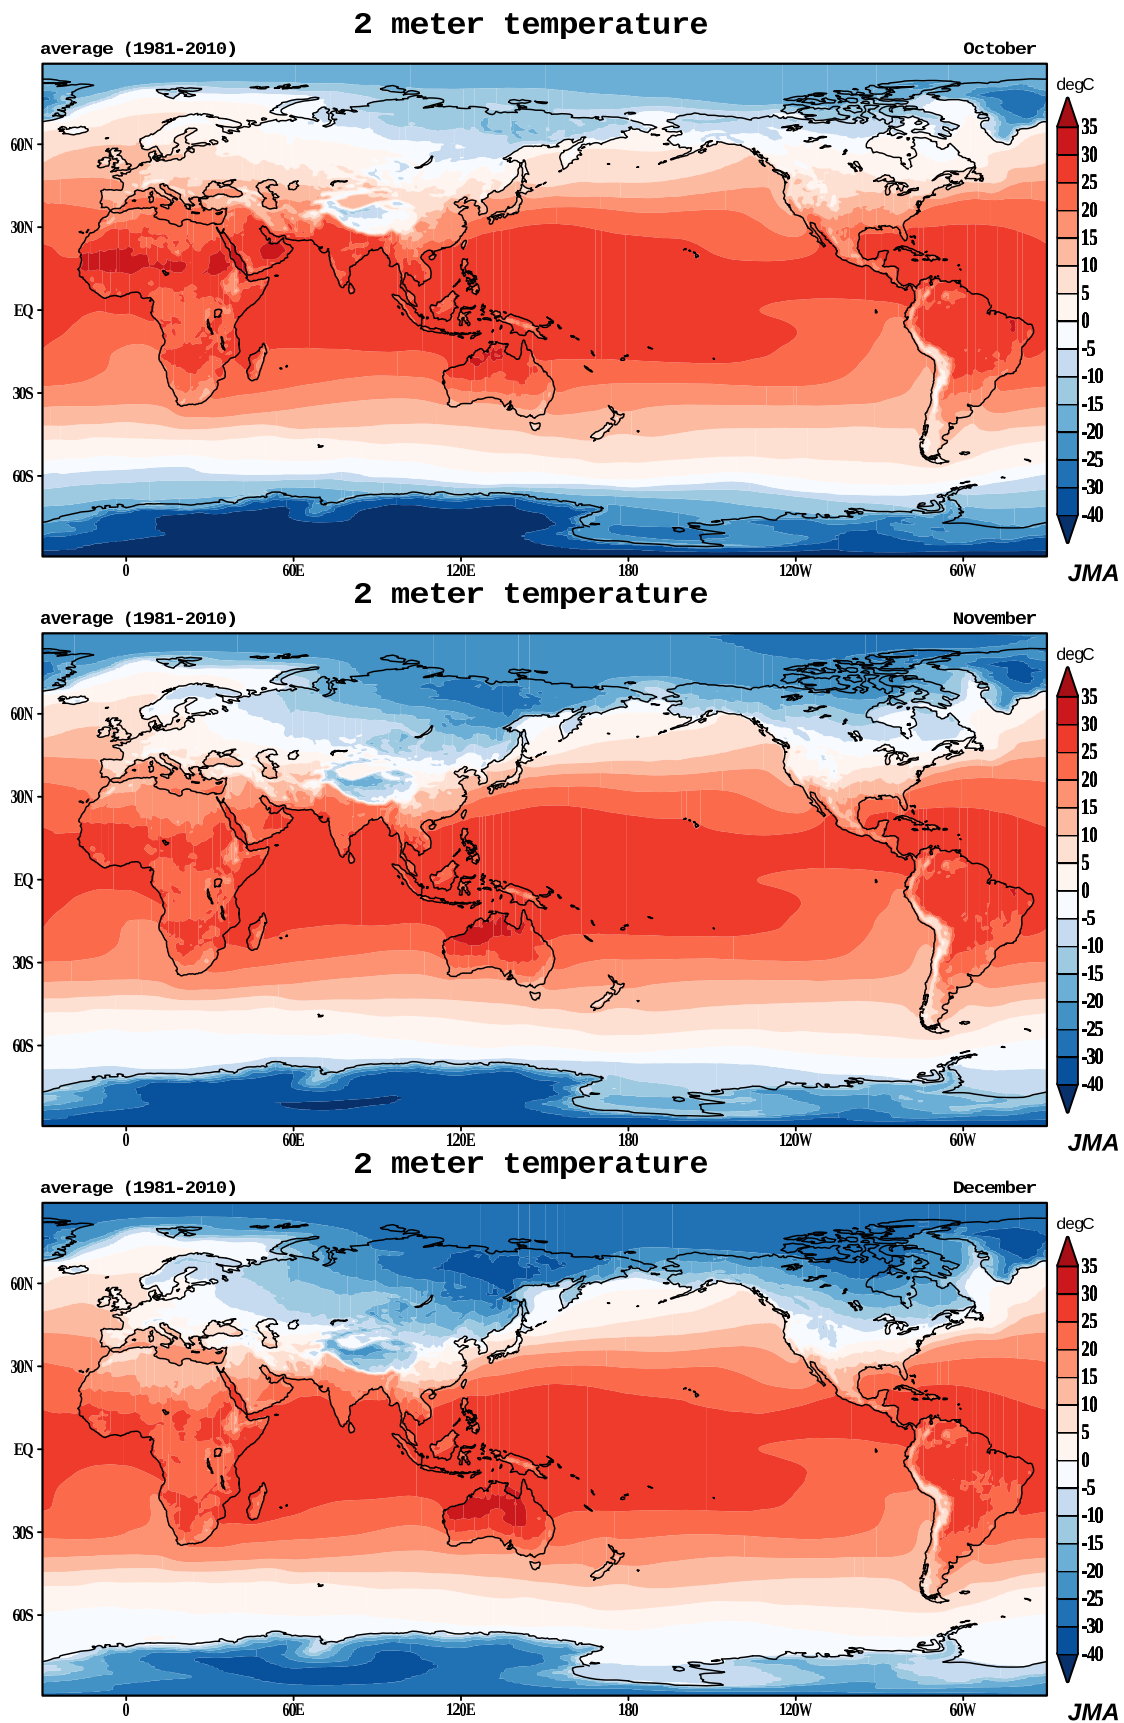 2 meter temperature
average (1981-2010) October
degC
35
30
25
20
15
10
5
0
-5
-10
-15
-20
-25
-30
-40
60N
30N
EQ
30S
60S
0 60E 120E 180 120W 60W
JMA
2 meter temperature
average (1981-2010) November
degC
35
30
25
20
15
10
5
0
-5
-10
-15
-20
-25
-30
-40
60N
30N
EQ
30S
60S
0 60E 120E 180 120W 60W
JMA
2 meter temperature
average (1981-2010) December
degC
35
30
25
20
15
10
5
0
-5
-10
-15
-20
-25
-30
-40
60N
30N
EQ
30S
60S
0 60E 120E 180 120W 60W
JMA